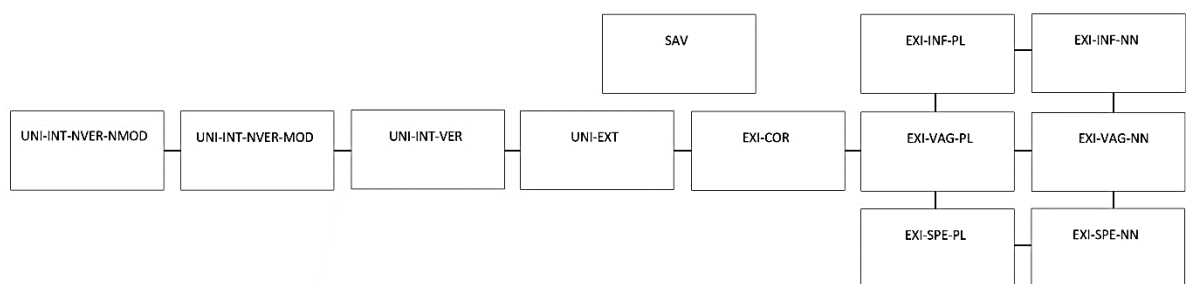 SAV
EXI-INF-PL
EXI-INF-NN
UNI-INT-NVER-NMOD
UNI-INT-NVER-MOD
UNI-INT-VER
UNI-EXT
EXI-COR
EXI-VAG-PL
EXI-VAG-NN
EXI-SPE-PL
EXI-SPE-NN